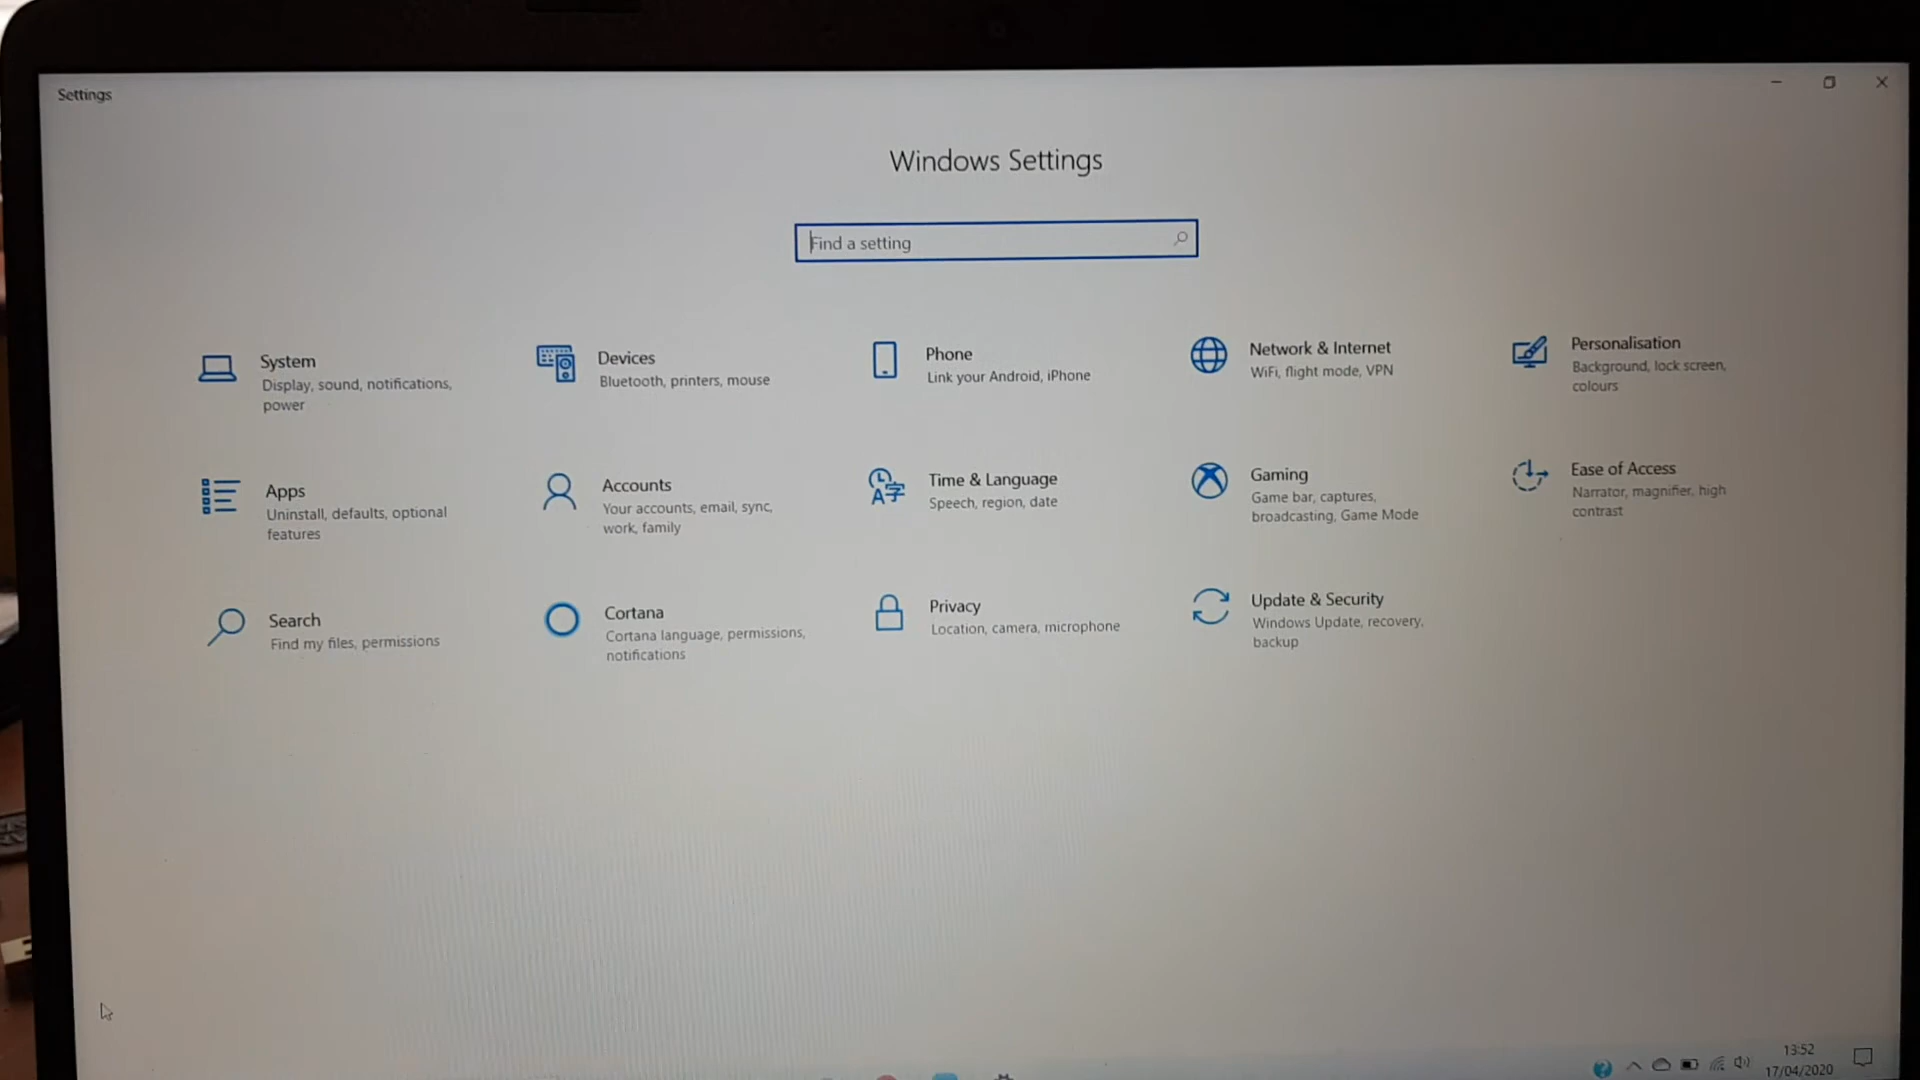 Settings
Windows Settings
Find a setting
System
Display, sound, notifications,
power
Devices
Bluetooth, printers, mouse
Phone
Link your Android, iPhone
Network & Internet
WiFi, flight mode, VPN
Personalisation
Background, lock screen,
colours
Apps
Uninstall, defaults, optional
features
Accounts
Your accounts, email, sync,
work, family
Time & Language
Speech, region, date
Gaming
Game bar, captures,
broadcasting, Game Mode
Ease of Access
Narrator, magnifier, high
contrast
Search
Find my files, permissions
Cortana
Cortana language, permissions,
notifications
Privacy
Location, camera, microphone
Update & Security
Windows Update, recovery,
backup
13:52
17/04/2020